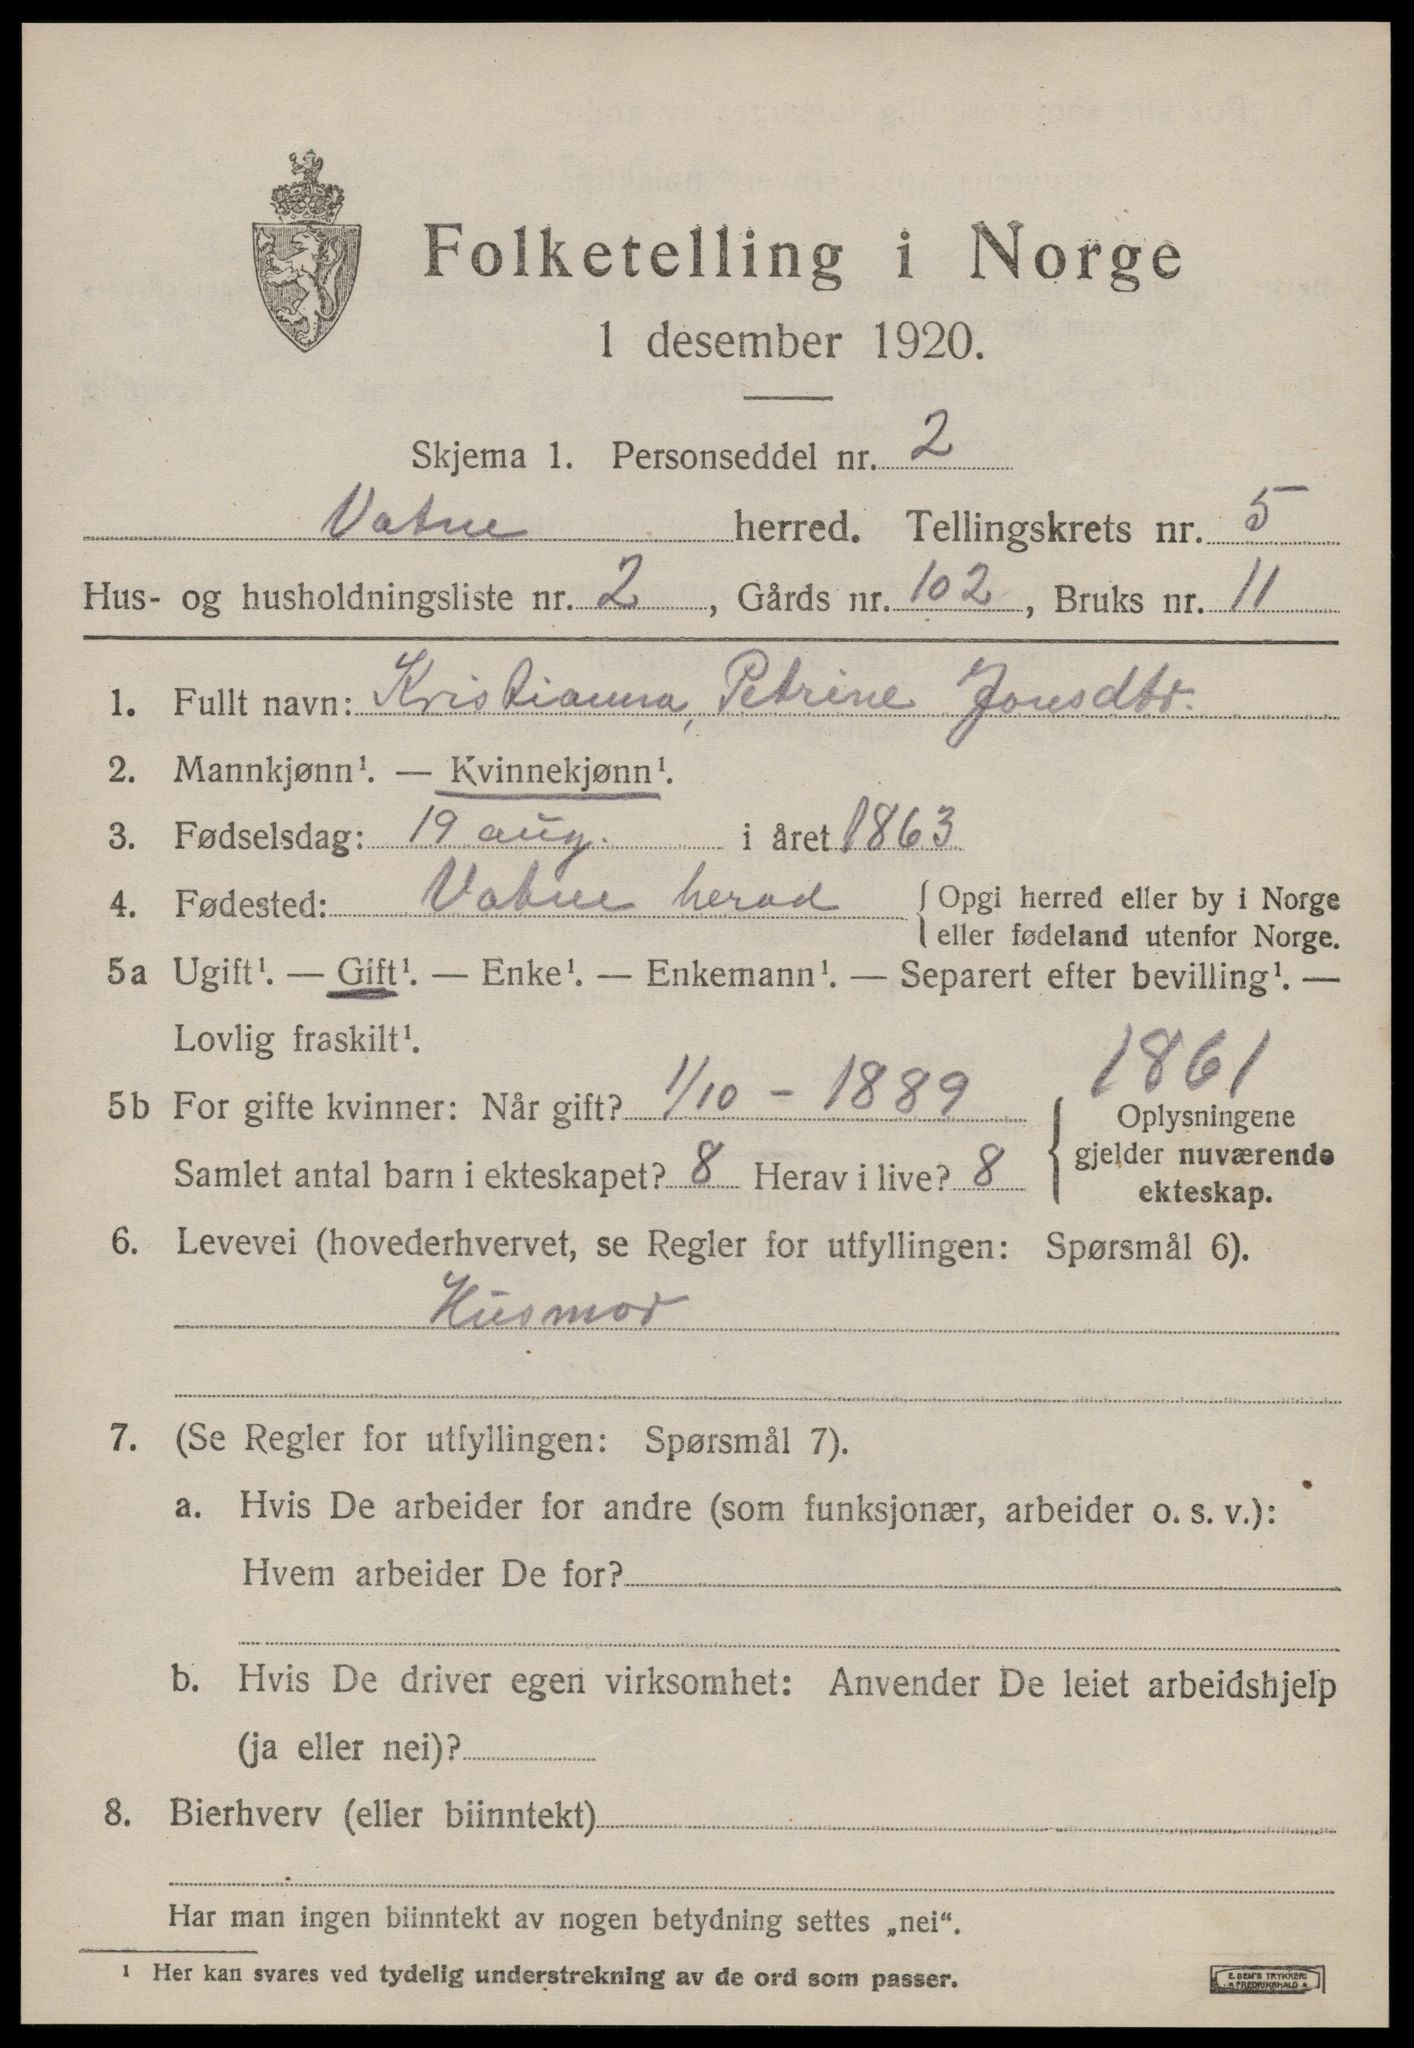 Folketelling i Norge
1 desember 1920.
Skjema 1. Personseddel nr. 2
Vatne herred. Tellingskrets nr. 5
Hus- og husholdningsliste nr. 2, Gårds nr. 102, Bruks nr. 11
1. Fullt navn: Kristianna, Petrine Jonsdtr.
2. Mannkjønn¹. — Kvinnekjønn¹.
3. Fødselsdag: 19 aug. i året 1863
4. Fødested: Vatne herad { Opgi herred eller by i Norge
eller fødeland utenfor Norge.
5a Ugift¹. — Gift¹. — Enke¹. — Enkemann¹. — Separert efter bevilling¹. —
Lovlig fraskilt¹.
1861
5b For gifte kvinner: Når gift? 1/10 - 1889
Samlet antal barn i ekteskapet? 8 Herav i live? 8
{ Oplysningene
gjelder nuværende
ekteskap.
6. Levevei (hovederhvervet, se Regler for utfyllingen: Spørsmål 6).
Husmor
7. (Se Regler for utfyllingen: Spørsmål 7).
a. Hvis De arbeider for andre (som funksjonær, arbeider o. s. v.):
Hvem arbeider De for?
b. Hvis De driver egen virksomhet: Anvender De leiet arbeidshjelp
(ja eller nei)?
8. Bierhverv (eller biinntekt)
Har man ingen biinntekt av nogen betydning settes „nei“.
¹ Her kan svares ved tydelig understrekning av de ord som passer.
E. SEM'S TRYKKERI
FREDRIKSHALD